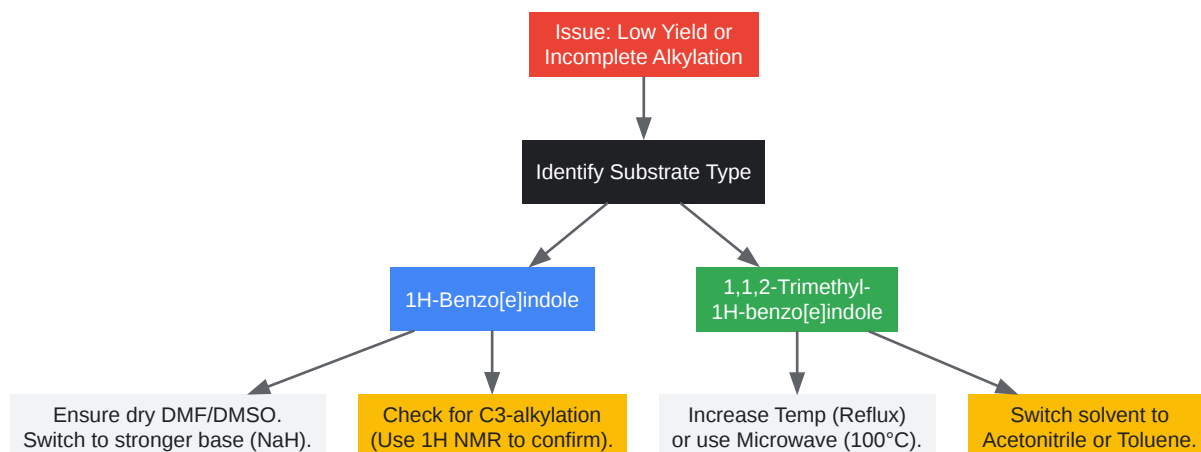 Issue: Low Yield or
Incomplete Alkylation
Identify Substrate Type
1H-Benzo[e]indole
1,1,2-Trimethyl-
1H-benzo[e]indole
Ensure dry DMF/DMSO.
Switch to stronger base (NaH).
Check for C3-alkylation
(Use 1H NMR to confirm).
Increase Temp (Reflux)
or use Microwave (100°C).
Switch solvent to
Acetonitrile or Toluene.